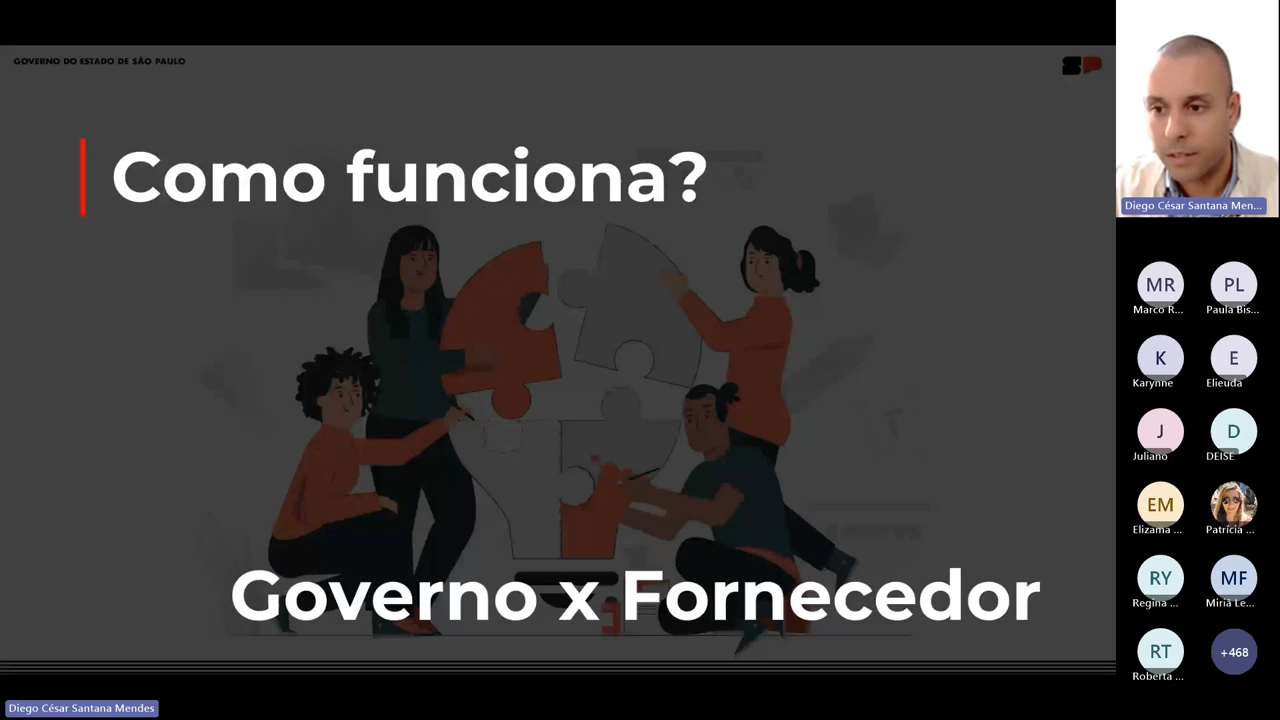 GOVERNO DO ESTADO DE SÃO PAULO
SP
Como funciona?
Governo x Fornecedor
Diego César Santana Men...
MR
Marco R...
PL
Paula Bis...
K
Karynne
E
Elieuda
J
Juliano
D
DEISE
EM
Elizama ...
Patrícia ...
RY
Regina ...
MF
Miriã Le...
RT
Roberta ...
+468
Diego César Santana Mendes